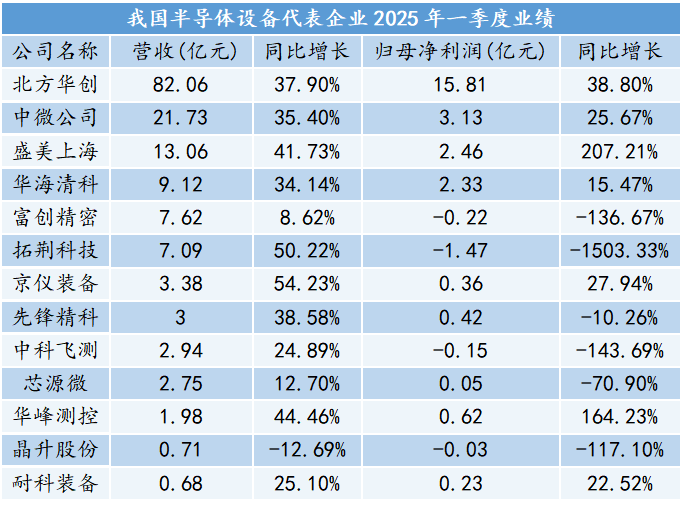 我国半导体设备代表企业2025年一季度业绩
公司名称 营收(亿元) 同比增长 归母净利润(亿元) 同比增长
北方华创 82.06 37.90% 15.81 38.80%
中微公司 21.73 35.40% 3.13 25.67%
盛美上海 13.06 41.73% 2.46 207.21%
华海清科 9.12 34.14% 2.33 15.47%
富创精密 7.62 8.62% -0.22 -136.67%
拓荆科技 7.09 50.22% -1.47 -1503.33%
京仪装备 3.38 54.23% 0.36 27.94%
先锋精科 3 38.58% 0.42 -10.26%
中科飞测 2.94 24.89% -0.15 -143.69%
芯源微 2.75 12.70% 0.05 -70.90%
华峰测控 1.98 44.46% 0.62 164.23%
晶升股份 0.71 -12.69% -0.03 -117.10%
耐科装备 0.68 25.10% 0.23 22.52%